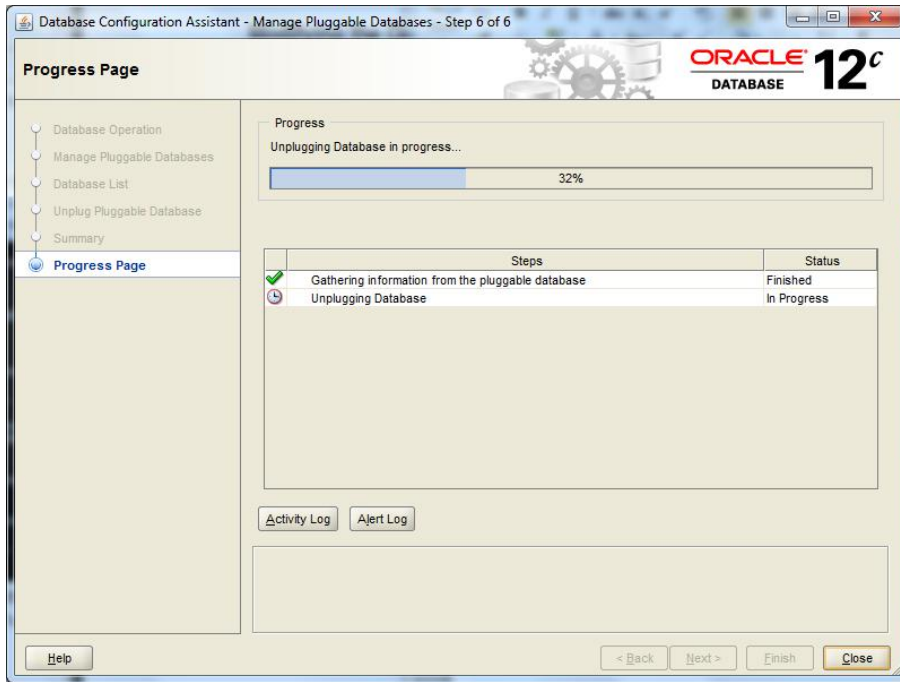 Database Configuration Assistant - Manage Pluggable Databases - Step 6 of 6
Progress Page
ORACLE
DATABASE
12c
Database Operation
Manage Pluggable Databases
Database List
Unplug Pluggable Database
Summary
Progress Page
Progress
Unplugging Database in progress...
32%
Steps Status
Gathering information from the pluggable database Finished
Unplugging Database In Progress
Activity Log Alert Log
Help < Back Next > Finish Close